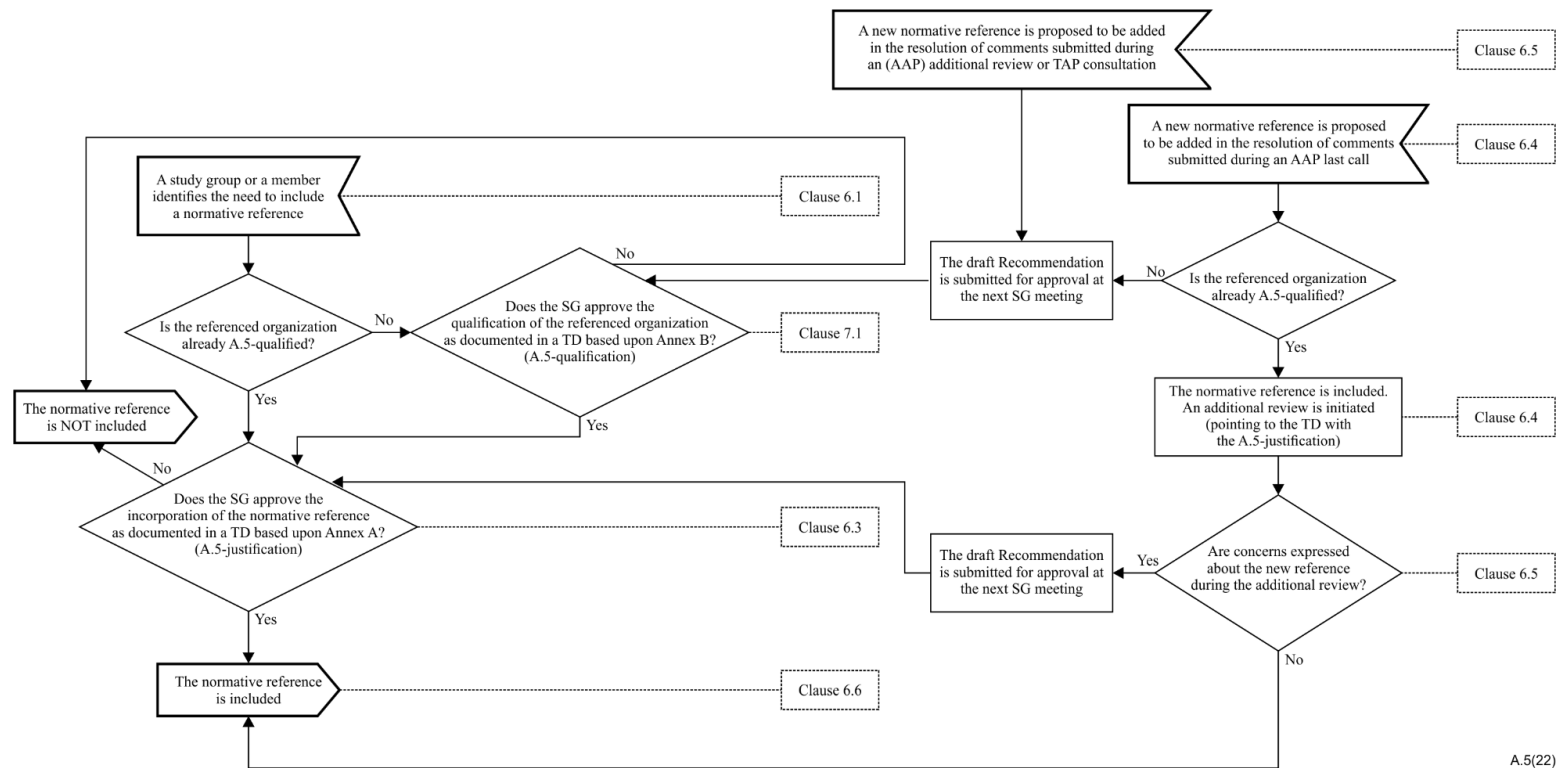 A new normative reference is proposed to be added
in the resolution of comments submitted during
an (AAP) additional review or TAP consultation
Clause 6.5
A new normative reference is proposed
to be added in the resolution of comments
submitted during an AAP last call
Clause 6.4
A study group or a member
identifies the need to include
a normative reference
Clause 6.1
No
The draft Recommendation
is submitted for approval at
the next SG meeting
No
Is the referenced organization
already A.5-qualified?
Is the referenced organization
already A.5-qualified?
No
Does the SG approve the
qualification of the referenced organization
as documented in a TD based upon Annex B?
(A.5-qualification)
Clause 7.1
Yes
Yes
Yes
The normative reference
is NOT included
The normative reference is included.
An additional review is initiated
(pointing to the TD with
the A.5-justification)
Clause 6.4
No
Does the SG approve the
incorporation of the normative reference
as documented in a TD based upon Annex A?
(A.5-justification)
Clause 6.3
The draft Recommendation
is submitted for approval at
the next SG meeting
Yes
Are concerns expressed
about the new reference
during the additional review?
Clause 6.5
Yes
No
The normative reference
is included
Clause 6.6
A.5(22)